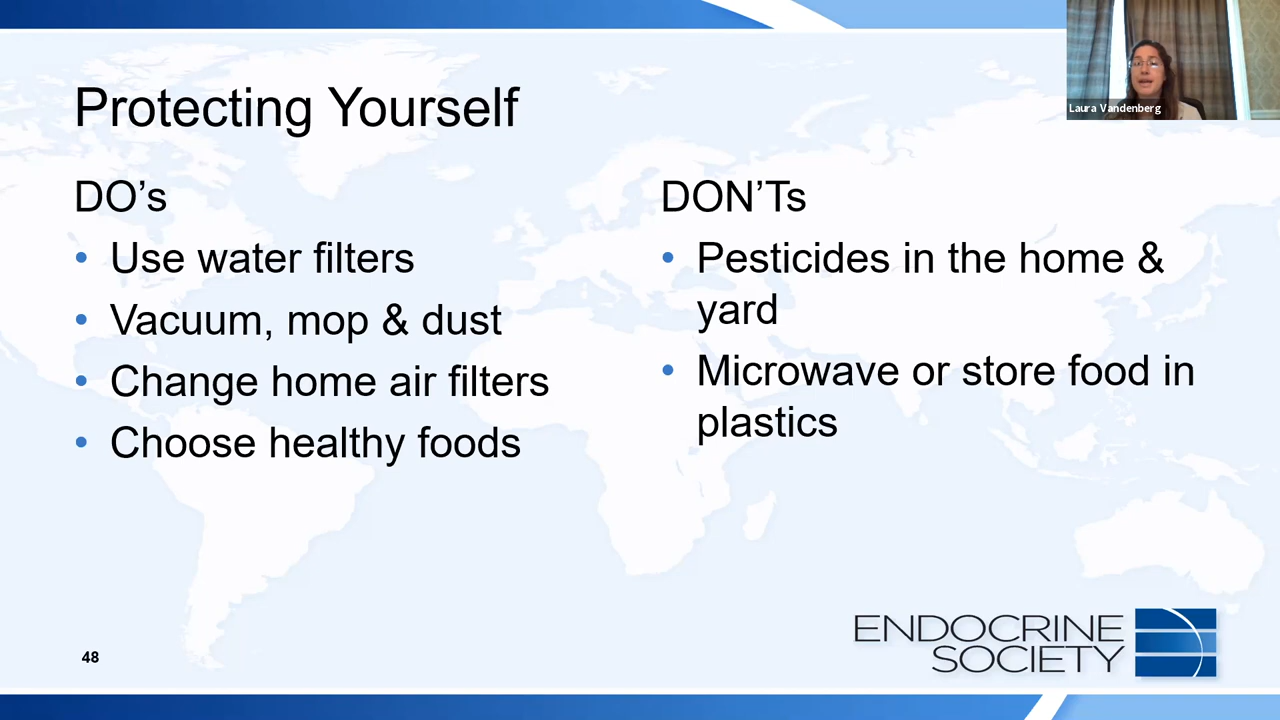 Laura Vandenberg
Protecting Yourself
DO’s
• Use water filters
• Vacuum, mop & dust
• Change home air filters
• Choose healthy foods
DON’Ts
• Pesticides in the home &
yard
• Microwave or store food in
plastics
48
ENDOCRINE
SOCIETY